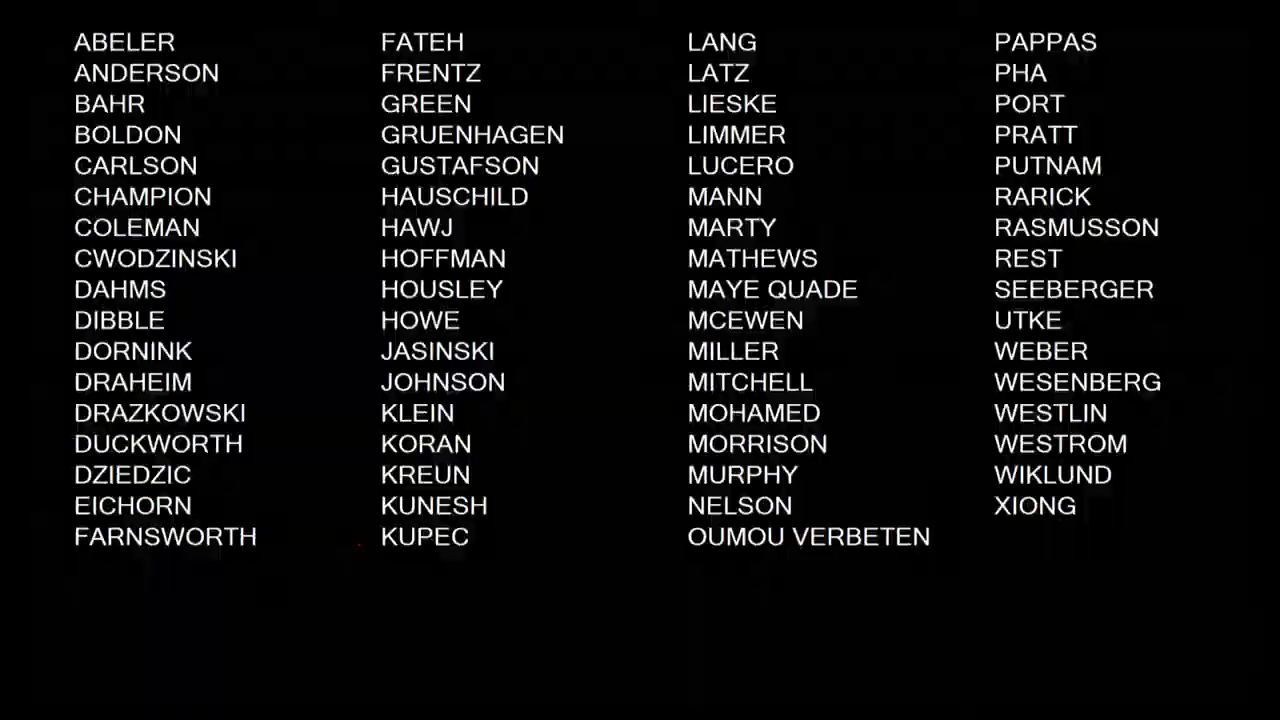 ABELER
ANDERSON
BAHR
BOLDON
CARLSON
CHAMPION
COLEMAN
CWODZINSKI
DAHMS
DIBBLE
DORNINK
DRAHEIM
DRAZKOWSKI
DUCKWORTH
DZIEDZIC
EICHORN
FARNSWORTH
FATEH
FRENTZ
GREEN
GRUENHAGEN
GUSTAFSON
HAUSCHILD
HAWJ
HOFFMAN
HOUSLEY
HOWE
JASINSKI
JOHNSON
KLEIN
KORAN
KREUN
KUNESH
KUPEC
LANG
LATZ
LIESKE
LIMMER
LUCERO
MANN
MARTY
MATHEWS
MAYE QUADE
MCEWEN
MILLER
MITCHELL
MOHAMED
MORRISON
MURPHY
NELSON
OUMOU VERBETEN
PAPPAS
PHA
PORT
PRATT
PUTNAM
RARICK
RASMUSSON
REST
SEEBERGER
UTKE
WEBER
WESENBERG
WESTLIN
WESTROM
WIKLUND
XIONG